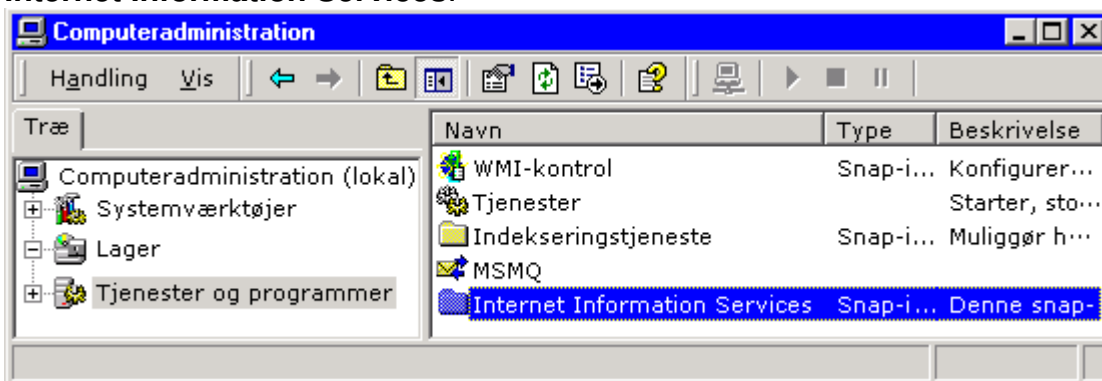 Internet Information Services.
Computeradministration
Handling Vis
Træ
Navn Type Beskrivelse
Computeradministration (lokal)
Systemværktøjer
Lager
Tjenester og programmer
WMI-kontrol Snap-i... Konfigurer...
Tjenester Starter, sto...
Indekseringstjeneste Snap-i... Muliggør h...
MSMQ
Internet Information Services Snap-i... Denne snap-